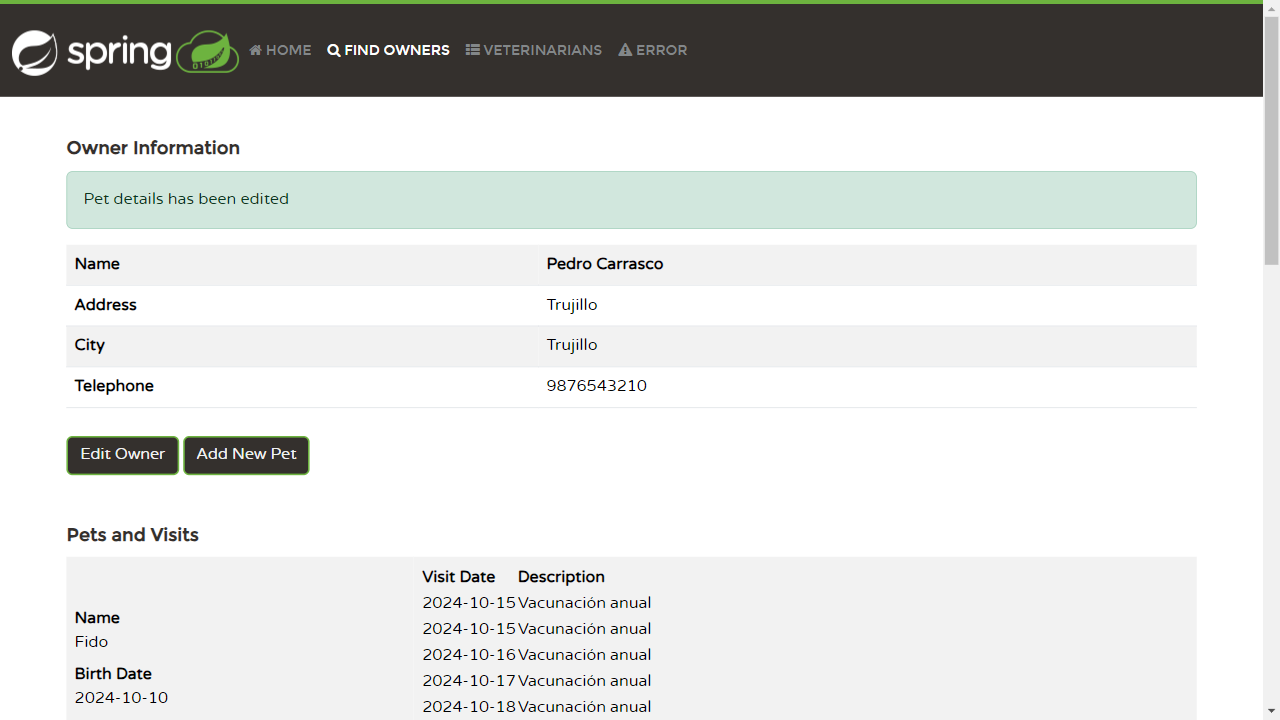 spring HOME FIND OWNERS VETERINARIANS ERROR
Owner Information
Pet details has been edited
Name Pedro Carrasco
Address Trujillo
City Trujillo
Telephone 9876543210
Edit Owner Add New Pet
Pets and Visits
Visit Date Description
2024-10-15 Vacunación anual
Name
2024-10-15 Vacunación anual
Fido
2024-10-16 Vacunación anual
Birth Date
2024-10-17 Vacunación anual
2024-10-10
2024-10-18 Vacunación anual